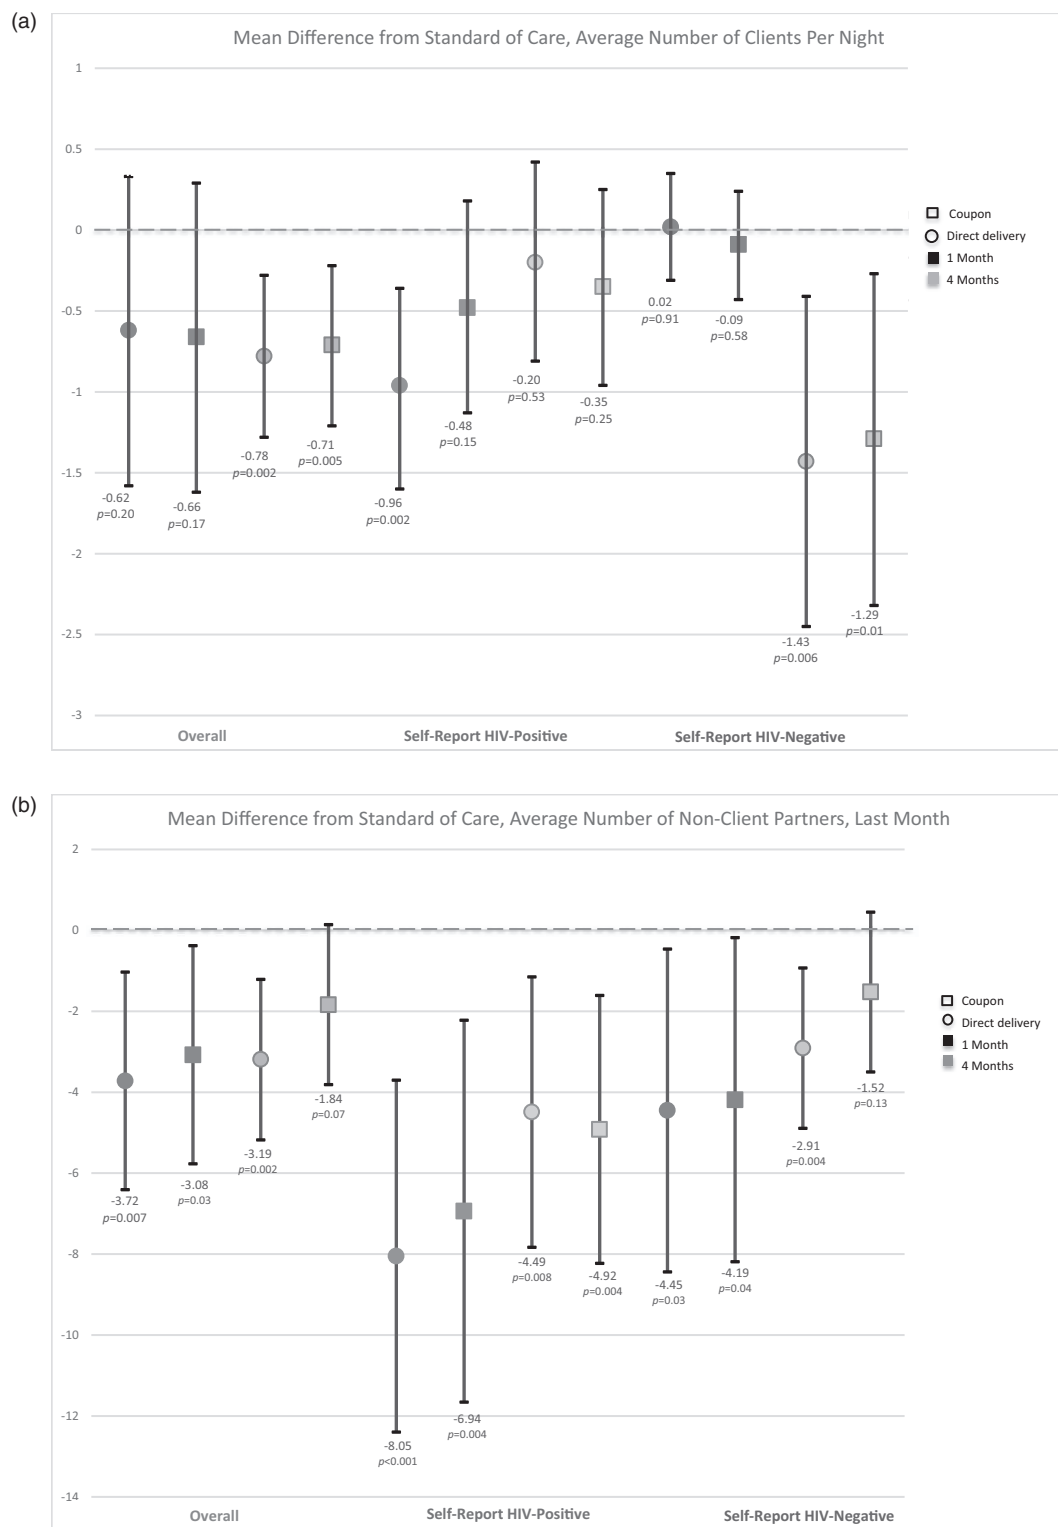 (a)
Mean Difference from Standard of Care, Average Number of Clients Per Night
1
0.5
0
-0.5
-1
-1.5
-2
-2.5
-3
-0.62
p=0.20
-0.66
p=0.17
-0.78
p=0.002
-0.71
p=0.005
-0.96
p=0.002
-0.48
p=0.15
-0.20
p=0.53
-0.35
p=0.25
0.02
p=0.91
-0.09
p=0.58
-1.43
p=0.006
-1.29
p=0.01
Coupon
Direct delivery
1 Month
4 Months
Overall
Self-Report HIV-Positive
Self-Report HIV-Negative
(b)
Mean Difference from Standard of Care, Average Number of Non-Client Partners, Last Month
2
0
-2
-4
-6
-8
-10
-12
-14
-3.72
p=0.007
-3.08
p=0.03
-3.19
p=0.002
-1.84
p=0.07
-8.05
p<0.001
-6.94
p=0.004
-4.49
p=0.008
-4.92
p=0.004
-4.45
p=0.03
-4.19
p=0.04
-2.91
p=0.004
-1.52
p=0.13
Coupon
Direct delivery
1 Month
4 Months
Overall
Self-Report HIV-Positive
Self-Report HIV-Negative